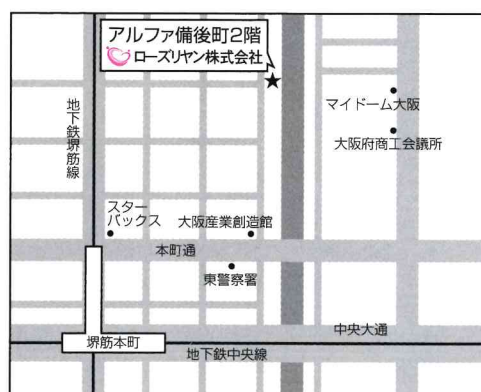 アルファ備後町2階
ローズリヤン株式会社
地下鉄堺筋線
マイドーム大阪
大阪府商工会議所
スター
バックス
大阪産業創造館
本町通
東警察署
中央大通
堺筋本町
地下鉄中央線